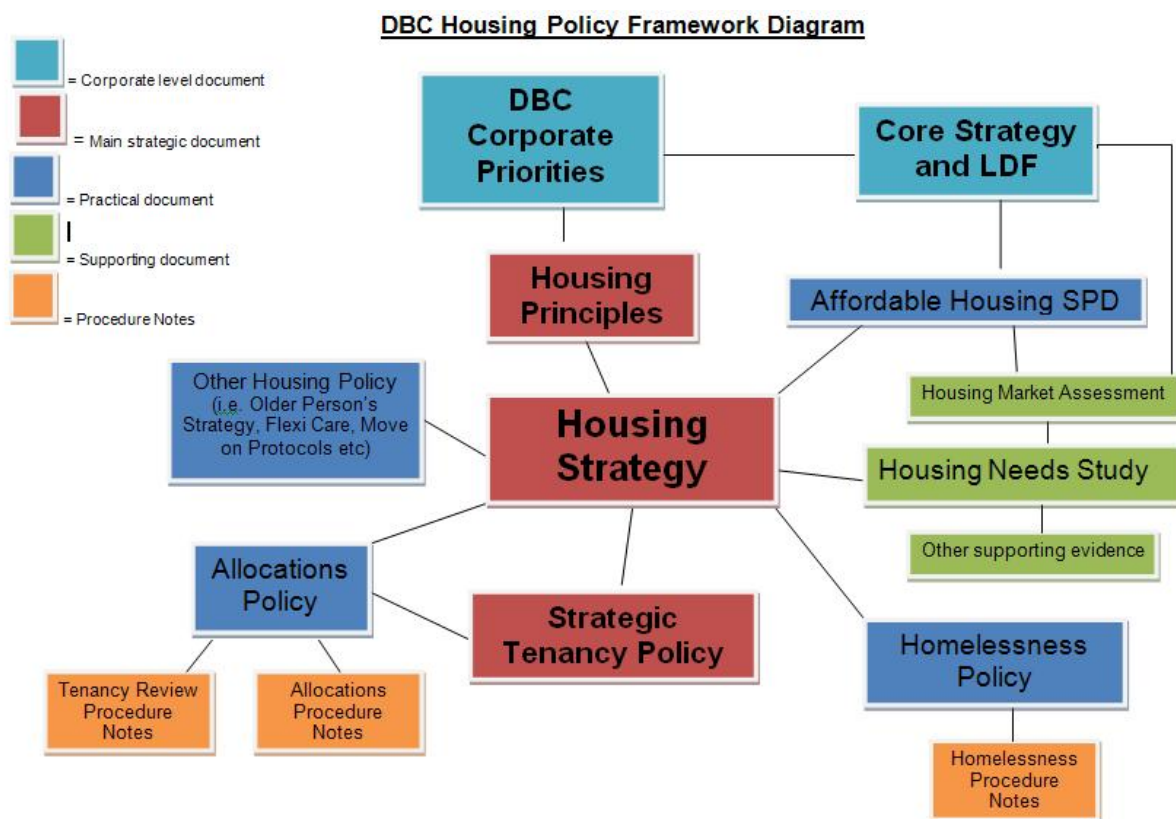 DBC Housing Policy Framework Diagram
= Corporate level document
= Main strategic document
= Practical document
= Supporting document
= Procedure Notes
DBC
Corporate
Priorities
Core Strategy
and LDF
Housing
Principles
Affordable Housing SPD
Other Housing Policy
(i.e. Older Person's
Strategy, Flexi Care, Move
on Protocols etc)
Housing
Strategy
Housing Market Assessment
Housing Needs Study
Other supporting evidence
Allocations
Policy
Strategic
Tenancy Policy
Homelessness
Policy
Tenancy Review
Procedure
Notes
Allocations
Procedure
Notes
Homelessness
Procedure
Notes